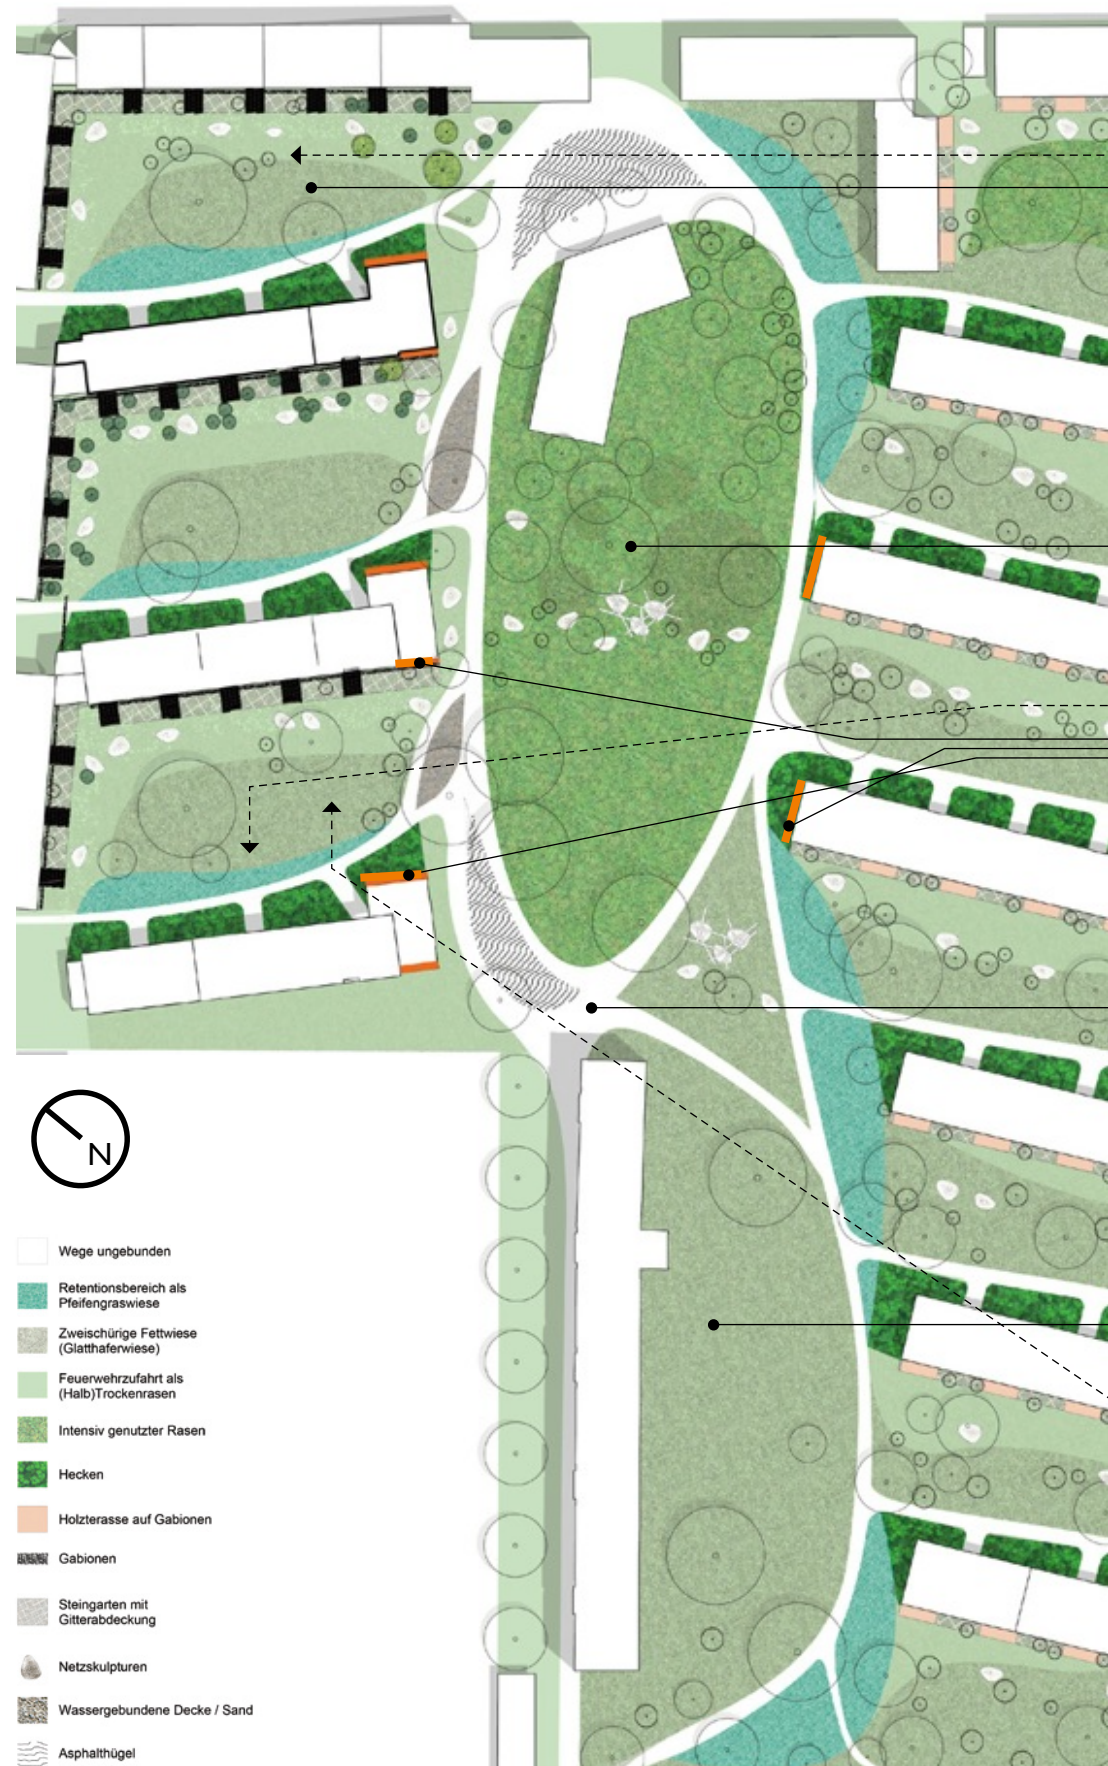 N
Wege ungebunden
Retentionsbereich als
Pfeifengraswiese
Zweischürige Fettwiese
(Glatthaferwiese)
Feuerwehrzufahrt als
(Halb)Trockenrasen
Intensiv genutzter Rasen
Hecken
Holzterasse auf Gabionen
Gabionen
Steingarten mit
Gitterabdeckung
Netzskulpturen
Wassergebundene Decke / Sand
Asphalthügel